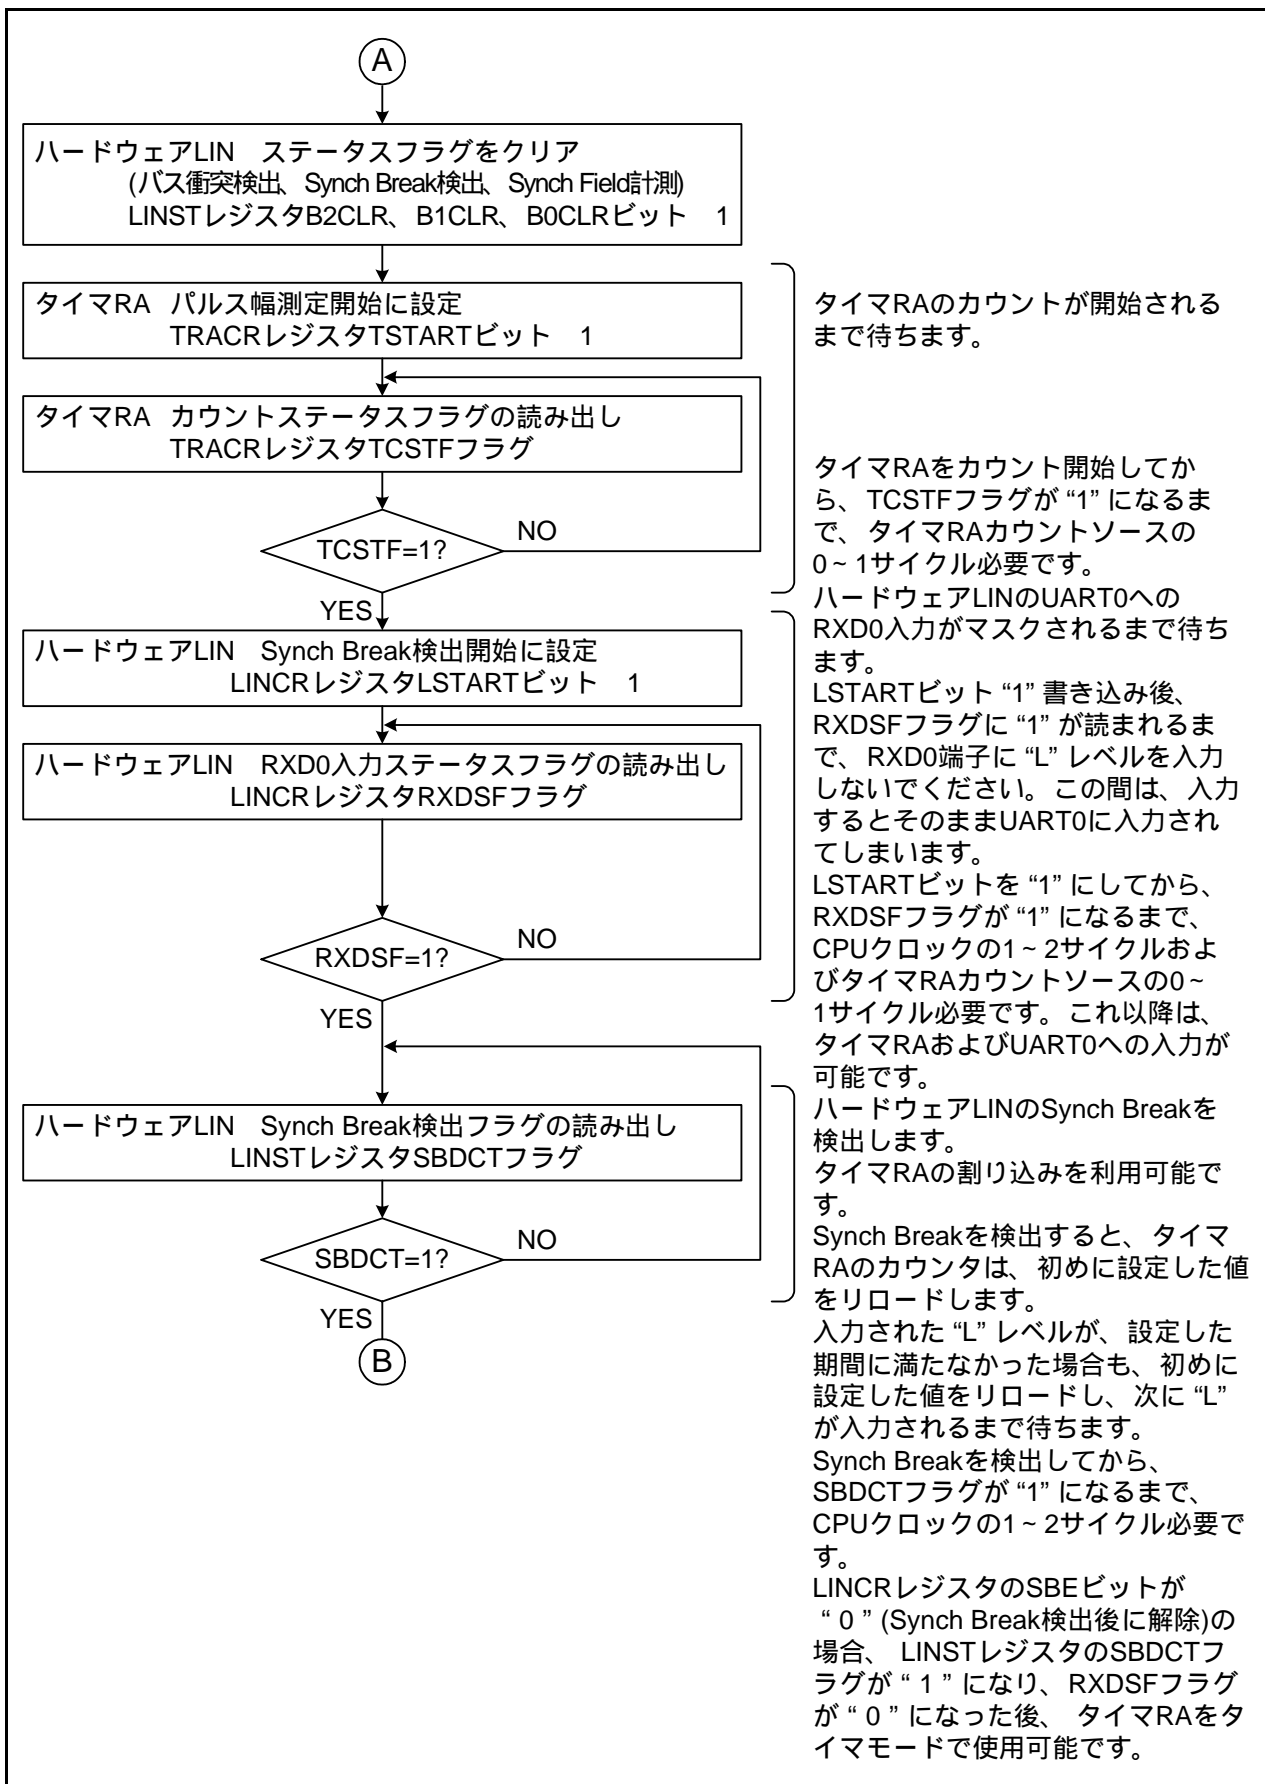 A
ハードウェアLIN ステータスフラグをクリア
(バス衝突検出、Synch Break検出、Synch Field計測)
LINSTレジスタB2CLR、B1CLR、B0CLRビット 1
タイマRA パルス幅測定開始に設定
TRACRレジスタTSTARTビット 1
タイマRA カウントステータスフラグの読み出し
TRACRレジスタTCSTFフラグ
TCSTF=1?
NO
YES
ハードウェアLIN Synch Break検出開始に設定
LINCRレジスタLSTARTビット 1
ハードウェアLIN RXD0入力ステータスフラグの読み出し
LINCRレジスタRXDSFフラグ
RXDSF=1?
NO
YES
ハードウェアLIN Synch Break検出フラグの読み出し
LINSTレジスタSBDCTフラグ
SBDCT=1?
NO
YES
B
タイマRAのカウントが開始される
まで待ちます。
タイマRAをカウント開始してか
ら、TCSTFフラグが “1” になるま
で、タイマRAカウントソースの
0~1サイクル必要です。
ハードウェアLINのUART0への
RXD0入力がマスクされるまで待ち
ます。
LSTARTビット “1” 書き込み後、
RXDSFフラグに “1” が読まれるま
で、RXD0端子に “L” レベルを入力
しないでください。この間は、入力
するとそのままUART0に入力され
てしまいます。
LSTARTビットを “1” にしてから、
RXDSFフラグが “1” になるまで、
CPUクロックの1~2サイクルおよ
びタイマRAカウントソースの0~
1サイクル必要です。これ以降は、
タイマRAおよびUART0への入力が
可能です。
ハードウェアLINのSynch Breakを
検出します。
タイマRAの割り込みを利用可能で
す。
Synch Breakを検出すると、タイマ
RAのカウンタは、初めに設定した値
をリロードします。
入力された “L” レベルが、設定した
期間に満たなかった場合も、初めに
設定した値をリロードし、次に “L”
が入力されるまで待ちます。
Synch Breakを検出してから、
SBDCTフラグが “1” になるまで、
CPUクロックの1~2サイクル必要で
す。
LINCRレジスタのSBEビットが
“ 0 ” (Synch Break検出後に解除)の
場合、 LINSTレジスタのSBDCTフ
ラグが “ 1 ” になり、RXDSFフラグ
が “ 0 ” になった後、 タイマRAをタ
イマモードで使用可能です。